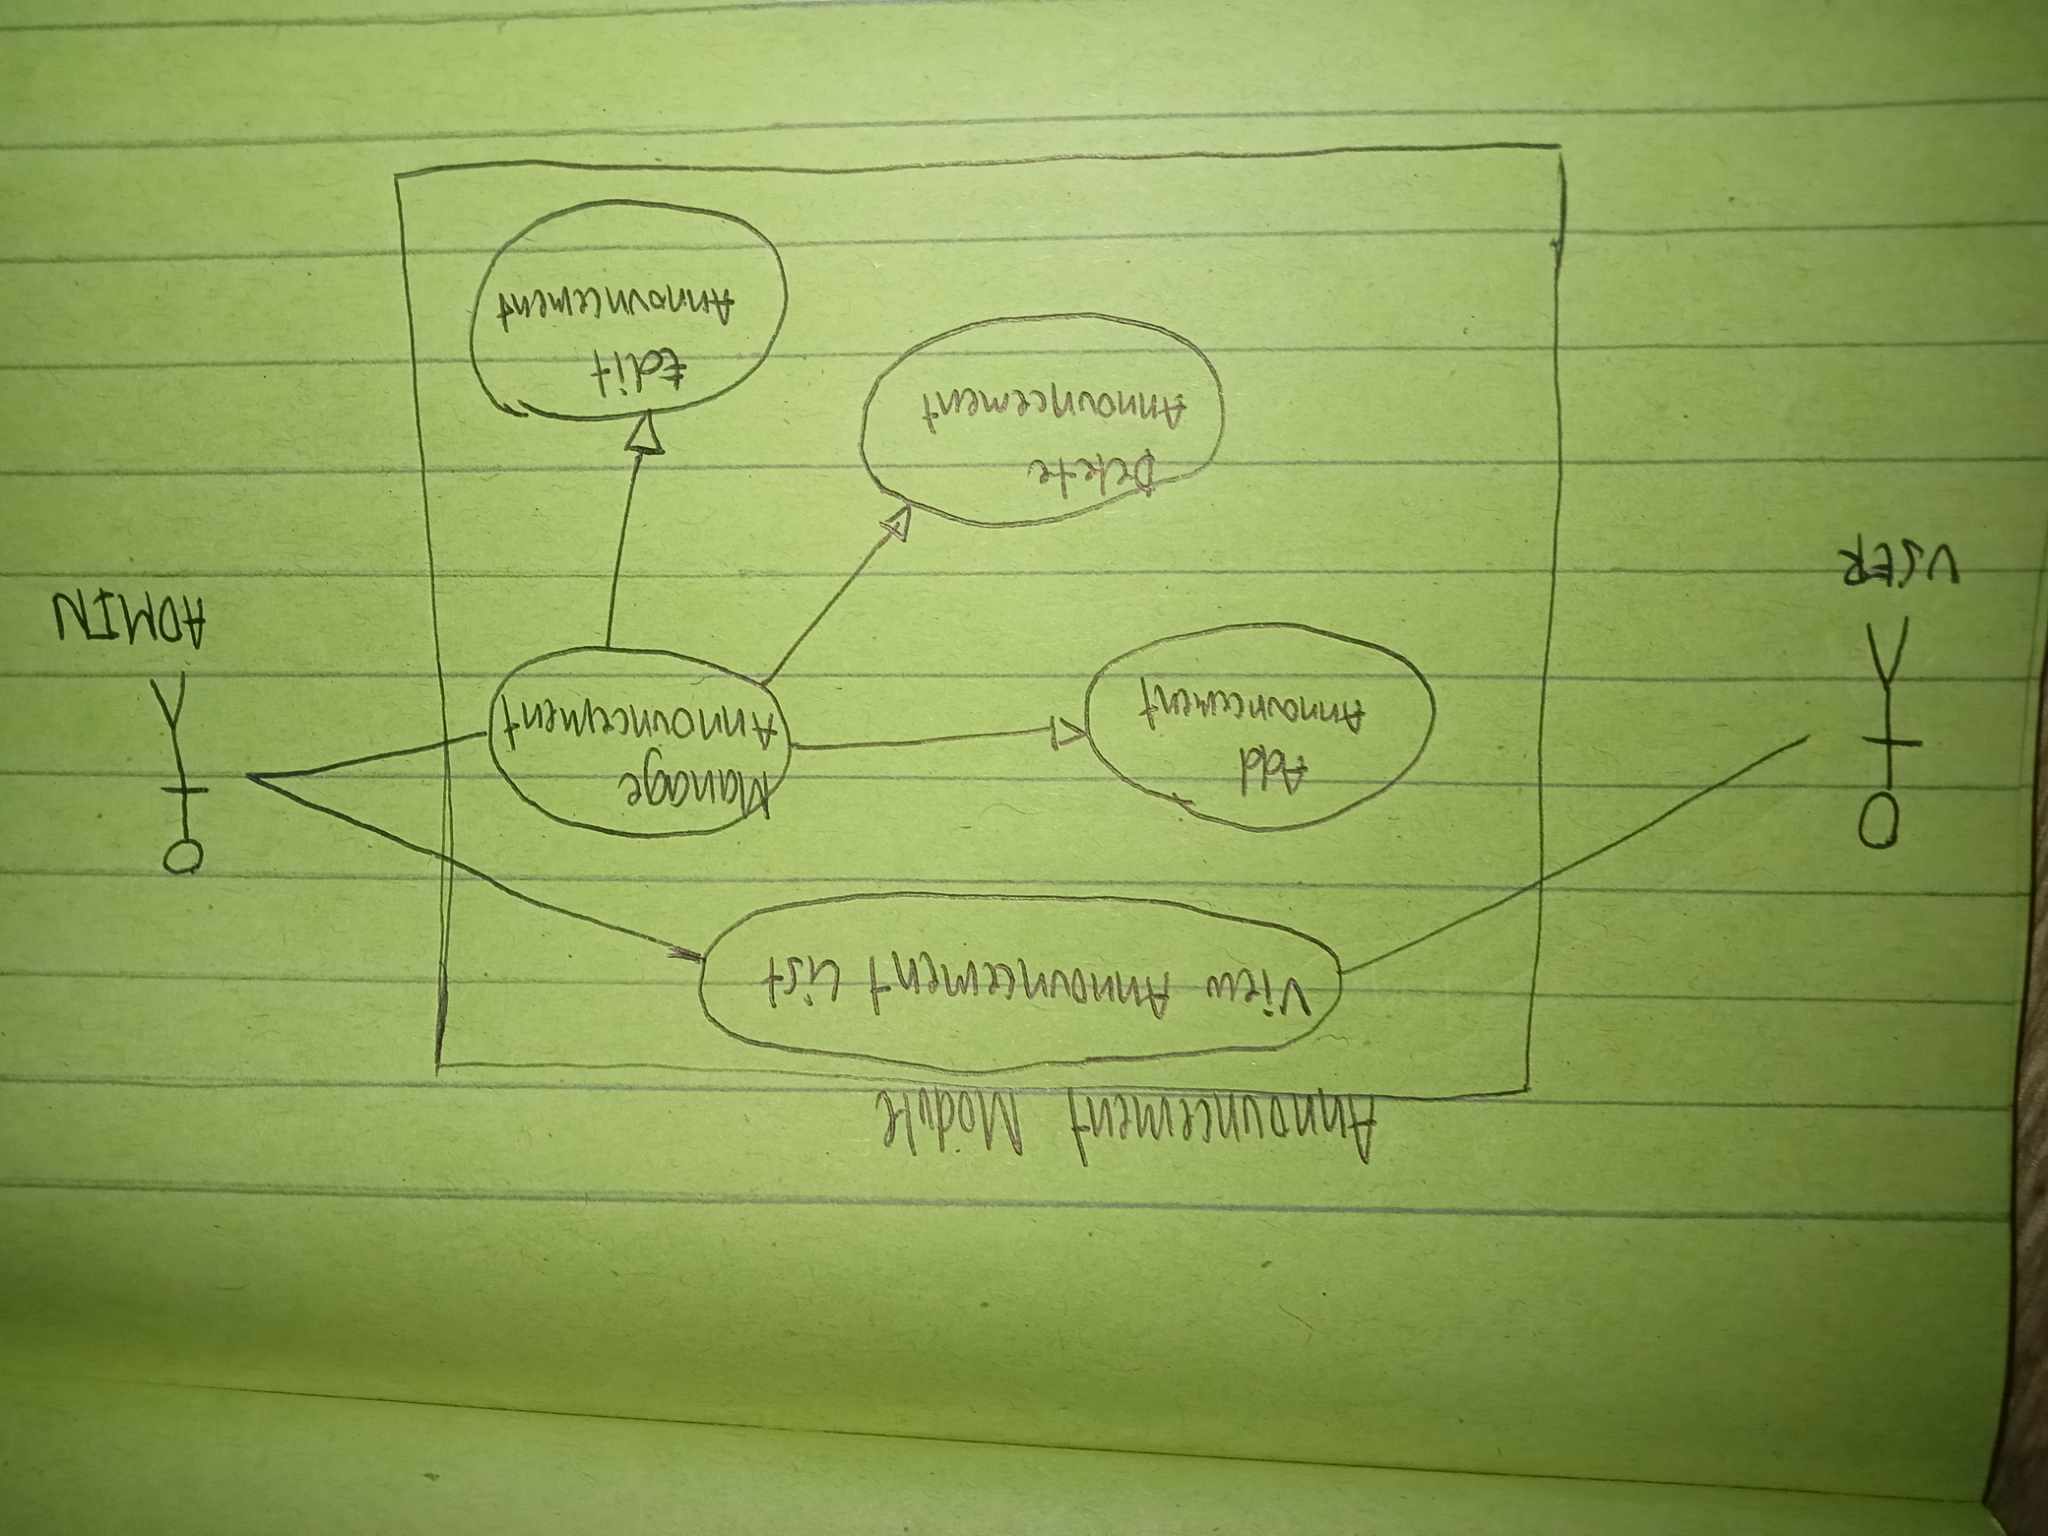 Announcement Module
View Announcement List
Manage
Announcement
Add
Announcement
ADMIN
USER
Delete
Announcement
Edit
Announcement